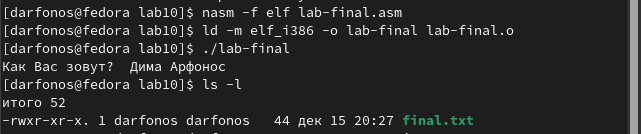 [darfonos@fedora lab10]$ nasm -f elf lab-final.asm
[darfonos@fedora lab10]$ ld -m elf_i386 -o lab-final lab-final.o
[darfonos@fedora lab10]$ ./lab-final
Как Вас зовут?  Дима Арфонос
[darfonos@fedora lab10]$ ls -l
итого 52
-rwxr-xr-x. 1 darfonos darfonos   44 дек 15 20:27 final.txt